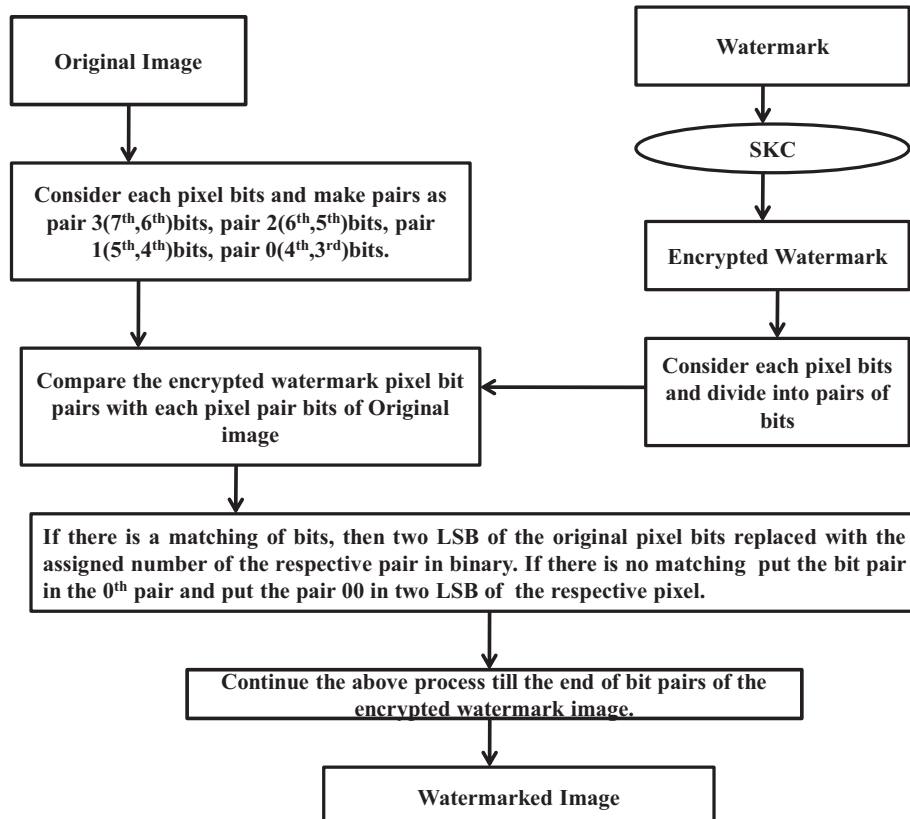 Original Image
Watermark
SKC
Consider each pixel bits and make pairs as
pair 3(7th,6th)bits, pair 2(6th,5th)bits, pair
1(5th,4th)bits, pair 0(4th,3rd)bits.
Encrypted Watermark
Compare the encrypted watermark pixel bit
pairs with each pixel pair bits of Original
image
Consider each pixel bits
and divide into pairs of
bits
If there is a matching of bits, then two LSB of the original pixel bits replaced with the
assigned number of the respective pair in binary. If there is no matching put the bit pair
in the 0th pair and put the pair 00 in two LSB of the respective pixel.
Continue the above process till the end of bit pairs of the
encrypted watermark image.
Watermarked Image